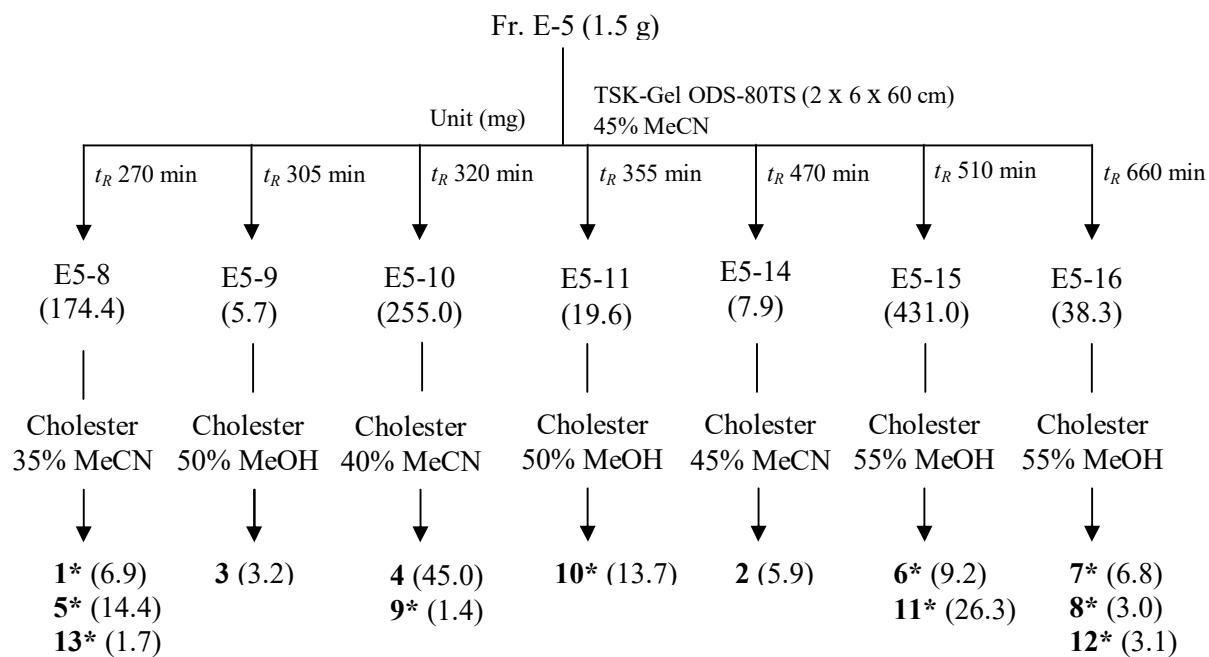 Fr. E-5 (1.5 g)
TSK-Gel ODS-80TS (2 x 6 x 60 cm)
Unit (mg)
45% MeCN
tR 270 min
tR 305 min
tR 320 min
tR 355 min
tR 470 min
tR 510 min
tR 660 min
E5-8 E5-9 E5-10 E5-11 E5-14 E5-15 E5-16
(174.4) (5.7) (255.0) (19.6) (7.9) (431.0) (38.3)
Cholester Cholester Cholester Cholester Cholester Cholester Cholester
35% MeCN 50% MeOH 40% MeCN 50% MeOH 45% MeCN 55% MeOH 55% MeOH
1* (6.9) 3 (3.2) 4 (45.0) 10* (13.7) 2 (5.9) 6* (9.2) 7* (6.8)
5* (14.4) 9* (1.4) 11* (26.3) 8* (3.0)
13* (1.7) 12* (3.1)